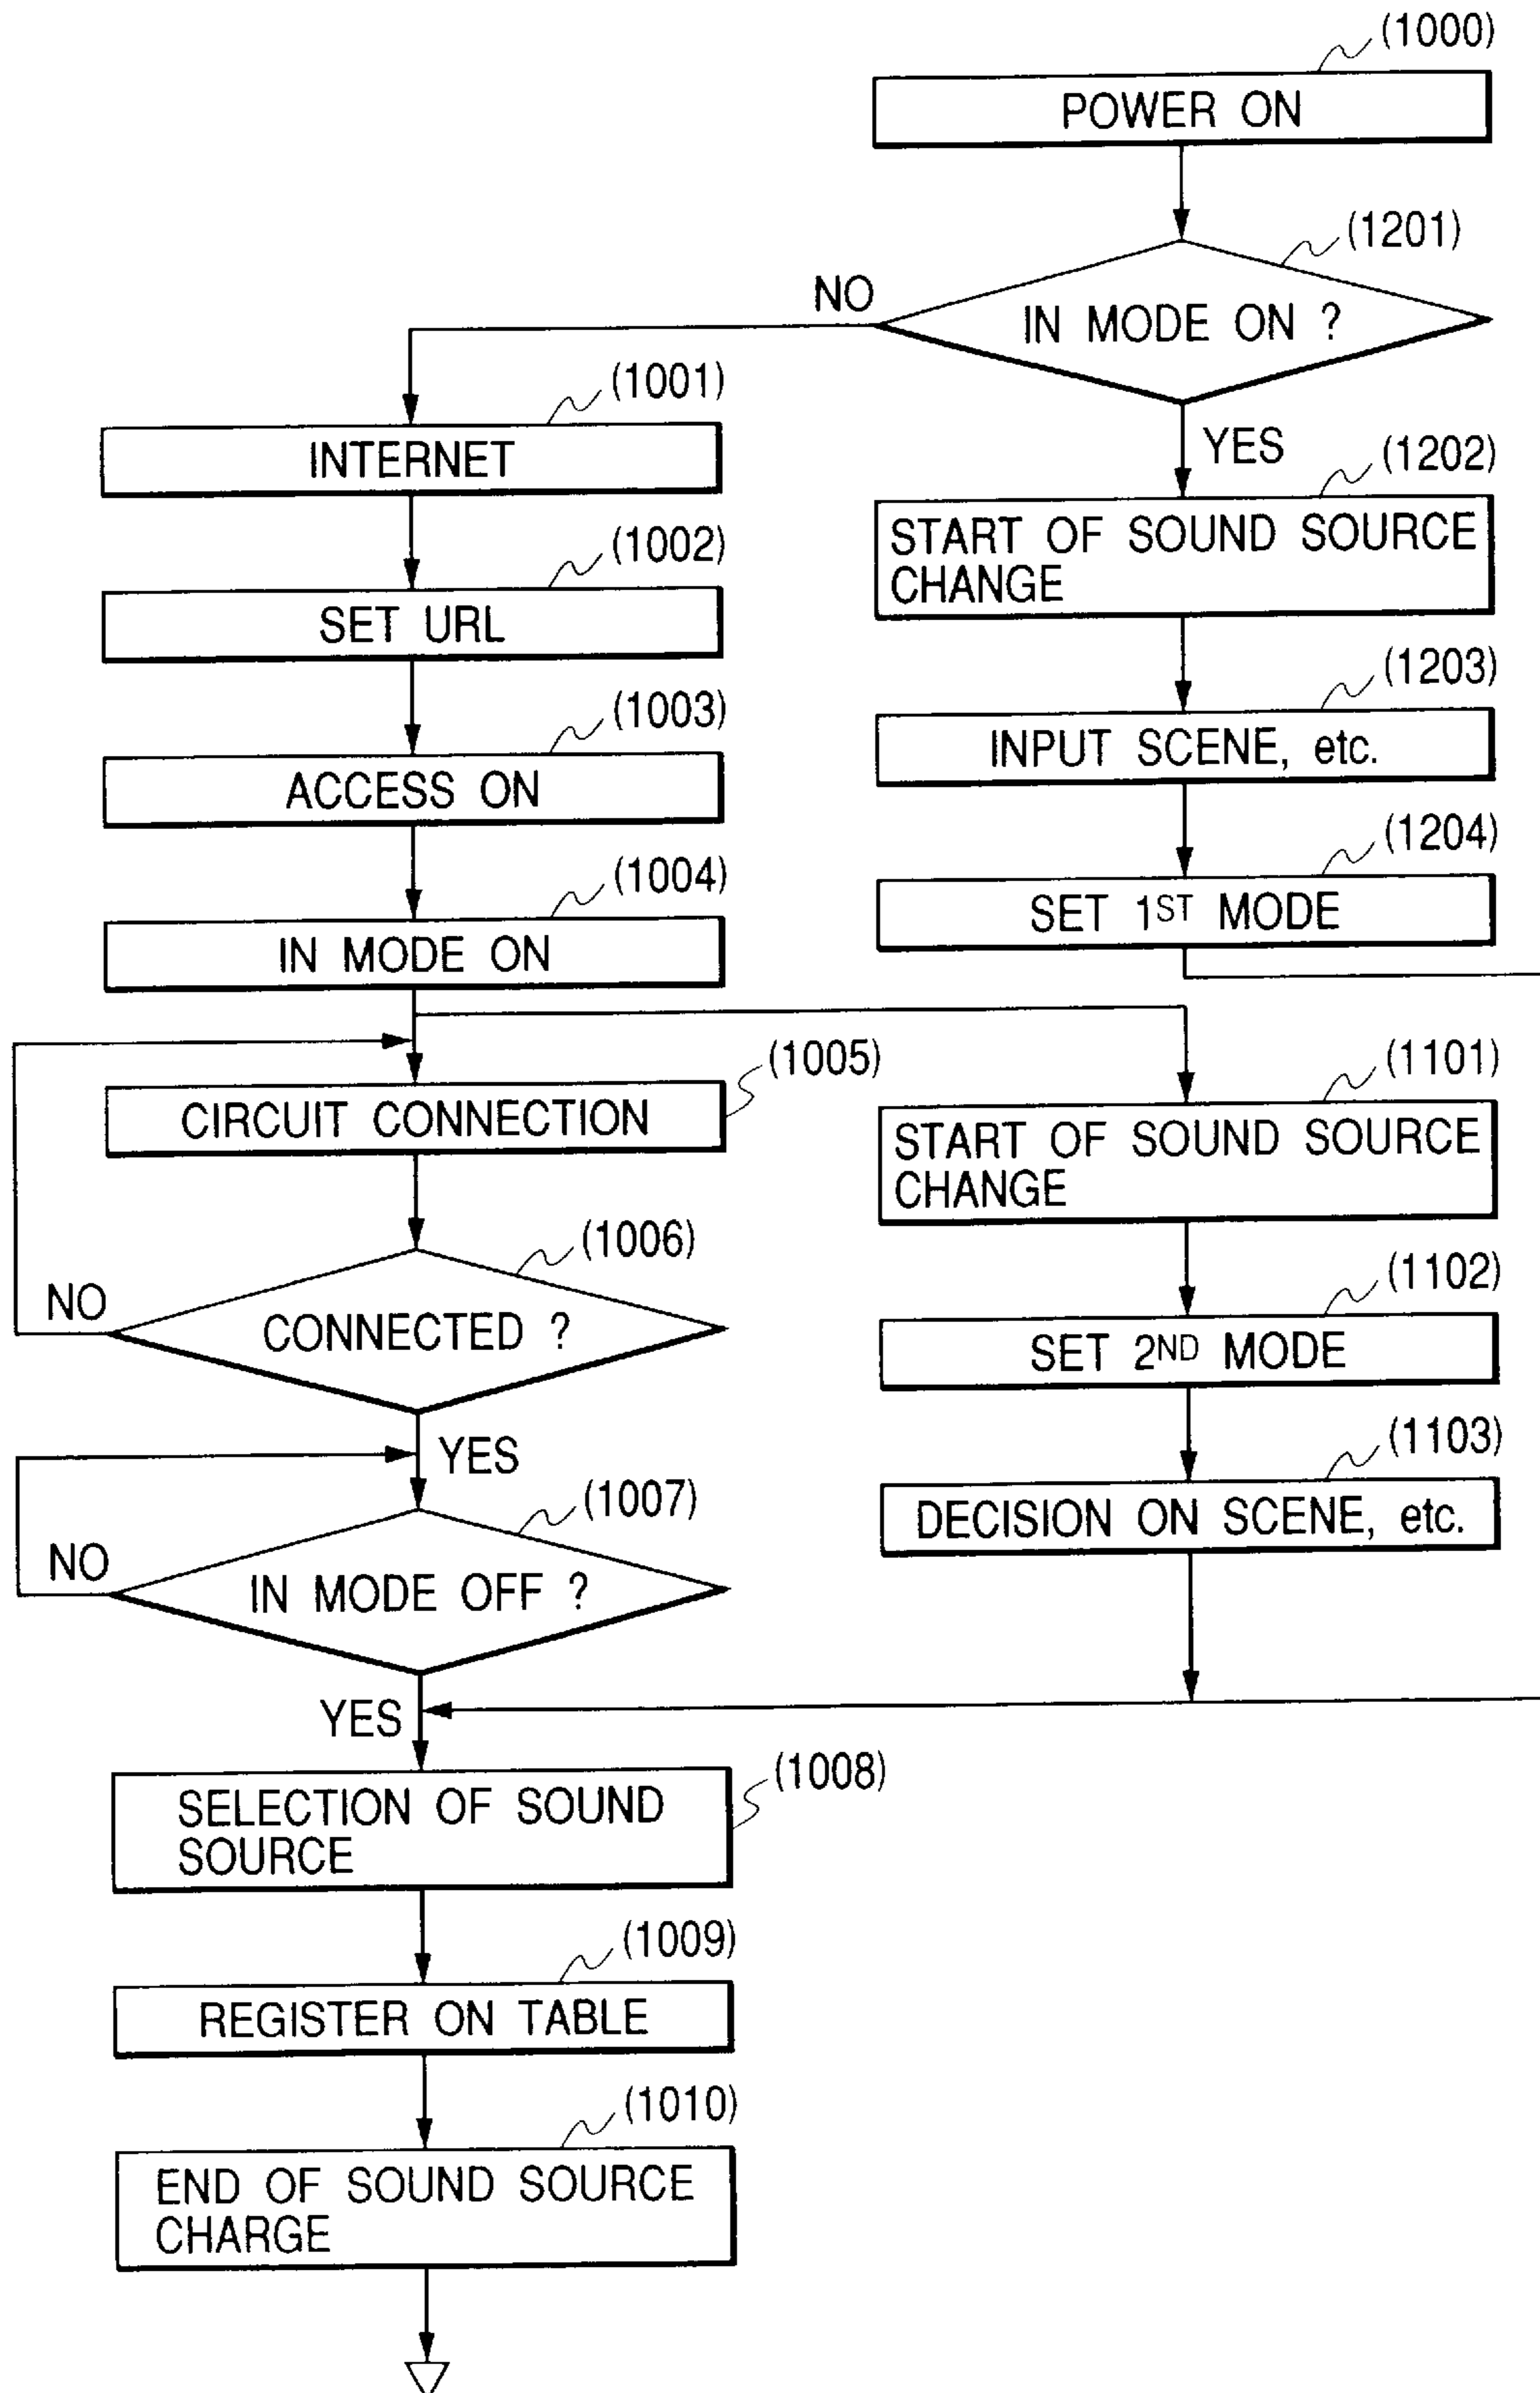 (1000)
POWER ON
(1201)
IN MODE ON ?
NO
YES
(1001)
INTERNET
(1002)
SET URL
(1003)
ACCESS ON
(1004)
IN MODE ON
(1202)
START OF SOUND SOURCE
CHANGE
(1203)
INPUT SCENE, etc.
(1204)
SET 1ST MODE
(1005)
CIRCUIT CONNECTION
(1006)
CONNECTED ?
NO
YES
(1007)
IN MODE OFF ?
NO
YES
(1101)
START OF SOUND SOURCE
CHANGE
(1102)
SET 2ND MODE
(1103)
DECISION ON SCENE, etc.
(1008)
SELECTION OF SOUND
SOURCE
(1009)
REGISTER ON TABLE
(1010)
END OF SOUND SOURCE
CHARGE